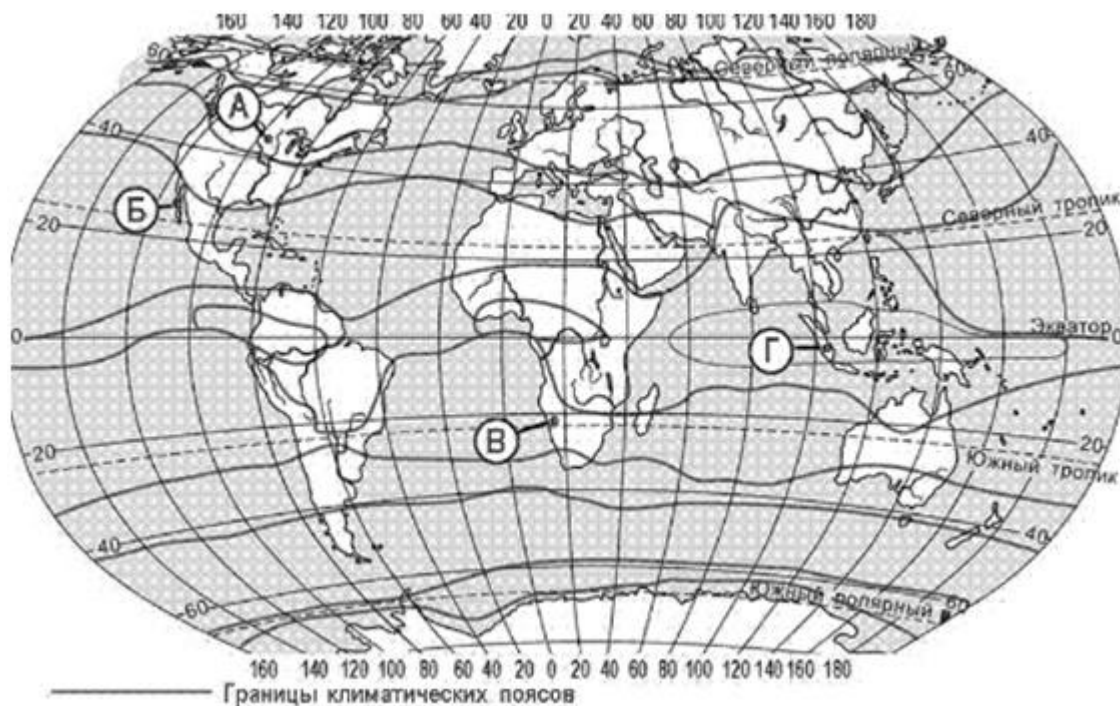 160 140 120 100 80 60 40 20 0 20 40 60 80 100 120 140 160 180
Северный полярный
60 60
А
40 40
Б
Северный тропик
20 20
Экватор
0 0
Г
В
20 20
Южный тропик
40 40
Южный полярный
60 60
160 140 120 100 80 60 40 20 0 20 40 60 80 100 120 140 160 180
Границы климатических поясов